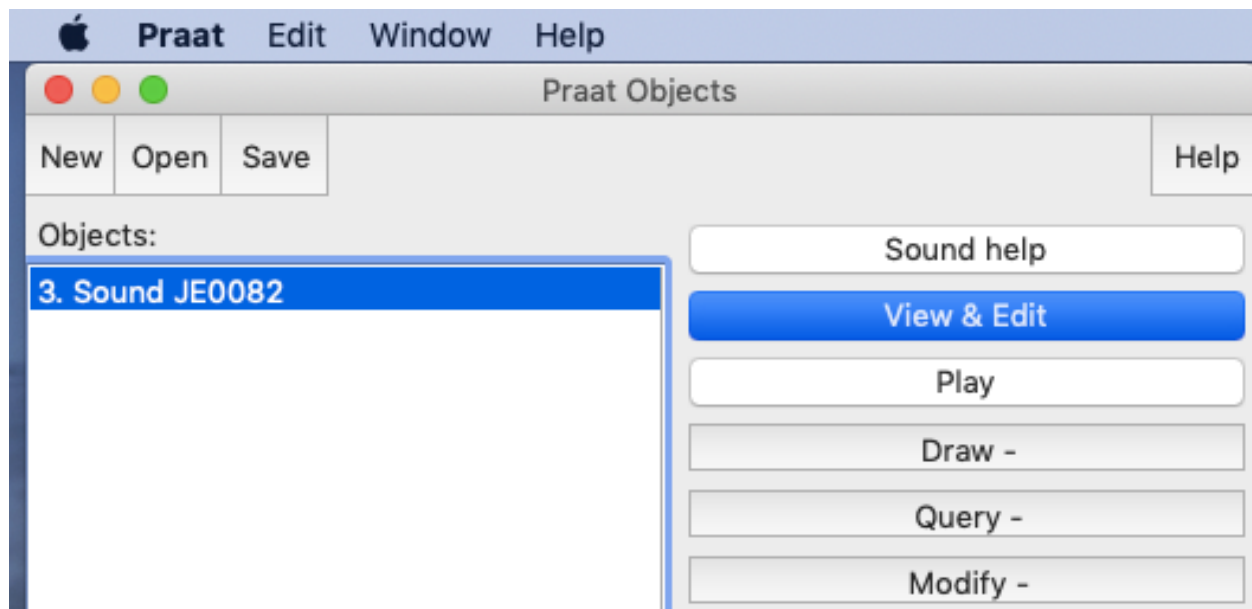 Praat Edit Window Help
Praat Objects
New Open Save Help
Objects:
3. Sound JE0082
Sound help
View & Edit
Play
Draw -
Query -
Modify -